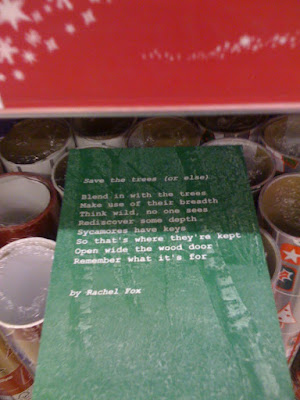 Save the trees (or else)
Blend in with the trees
Make use of their breadth
Think wild, no one sees
Rediscover some depth
Sycamores have keys
So that's where they're kept
Open wide the wood door
Remember what it's for
by Rachel Fox